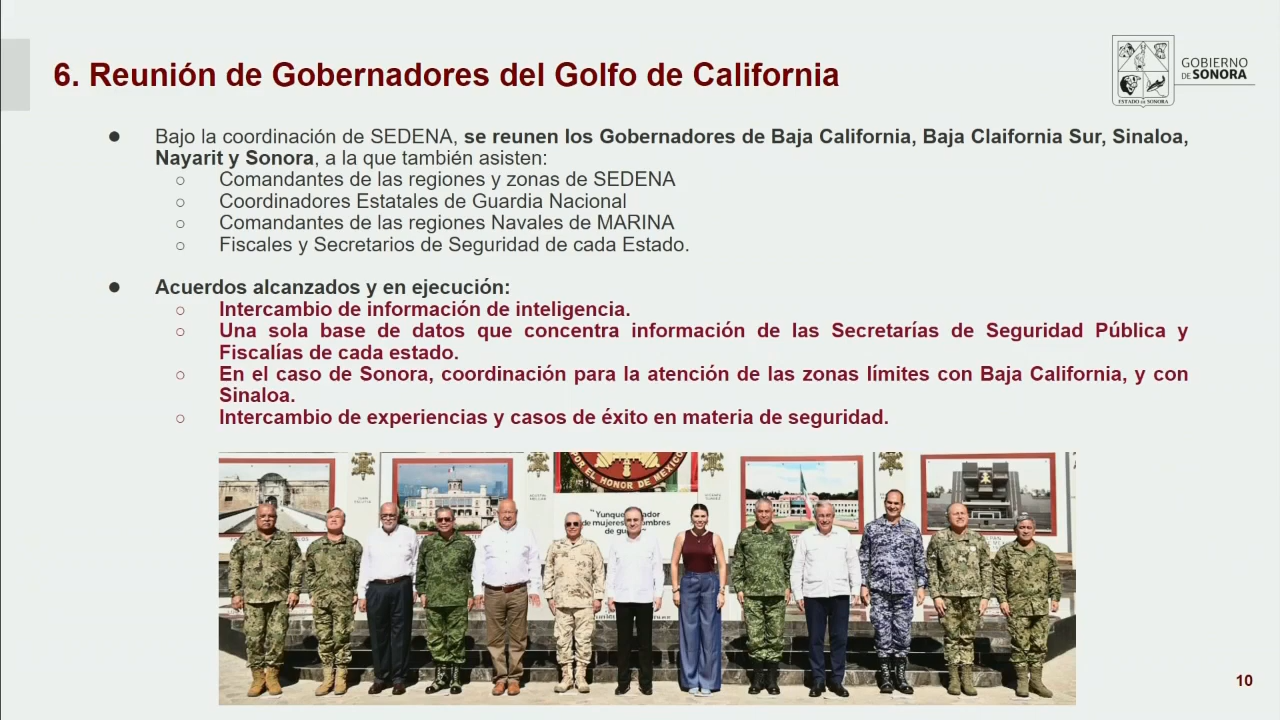 6. Reunión de Gobernadores del Golfo de California
GOBIERNO
DE SONORA
ESTADO DE SONORA
● Bajo la coordinación de SEDENA, se reunen los Gobernadores de Baja California, Baja Claifornia Sur, Sinaloa,
Nayarit y Sonora, a la que también asisten:
○ Comandantes de las regiones y zonas de SEDENA
○ Coordinadores Estatales de Guardia Nacional
○ Comandantes de las regiones Navales de MARINA
○ Fiscales y Secretarios de Seguridad de cada Estado.
● Acuerdos alcanzados y en ejecución:
○ Intercambio de información de inteligencia.
○ Una sola base de datos que concentra información de las Secretarías de Seguridad Pública y
Fiscalías de cada estado.
○ En el caso de Sonora, coordinación para la atención de las zonas límites con Baja California, y con
Sinaloa.
○ Intercambio de experiencias y casos de éxito en materia de seguridad.
POR EL HONOR DE MEXICO
"Yunque
de mujeres
de
10